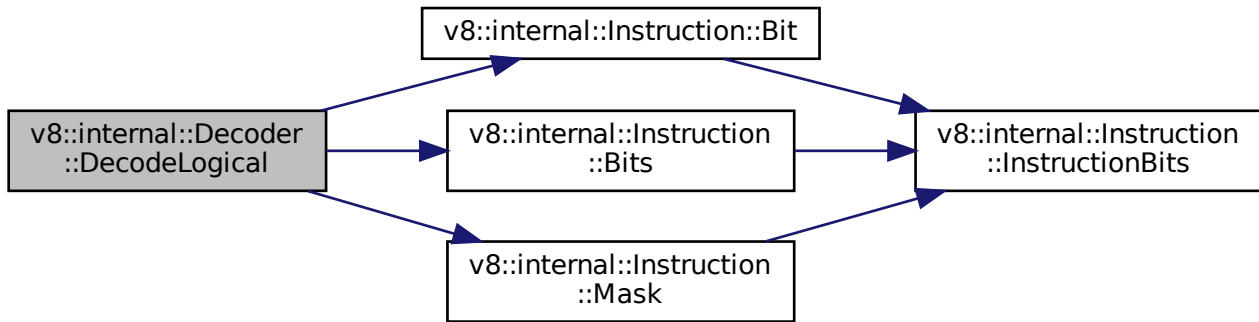 v8::internal::Instruction::Bit
v8::internal::Decoder
::DecodeLogical
v8::internal::Instruction
::Bits
v8::internal::Instruction
::InstructionBits
v8::internal::Instruction
::Mask